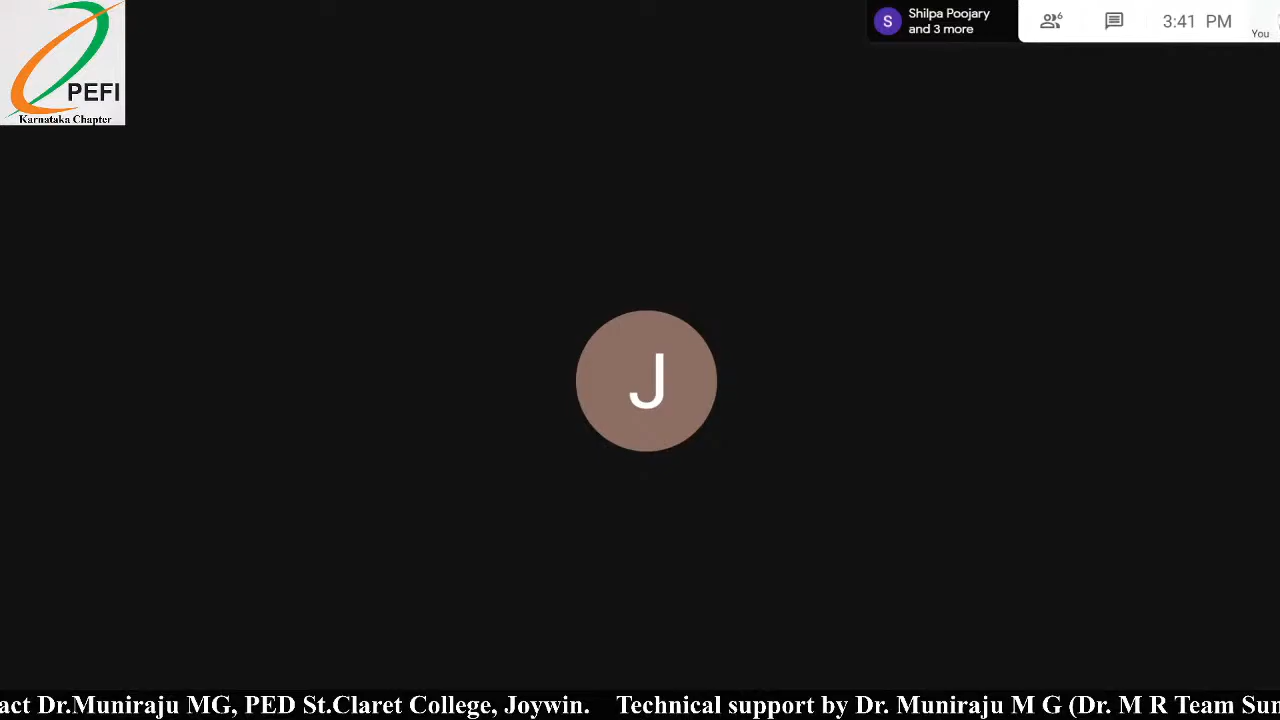 PEFI
Karnataka Chapter
S
Shilpa Poojary
and 3 more
6
3:41 PM
You
J
act Dr.Muniraju MG, PED St.Claret College, Joywin. Technical support by Dr. Muniraju M G (Dr. M R Team Sun